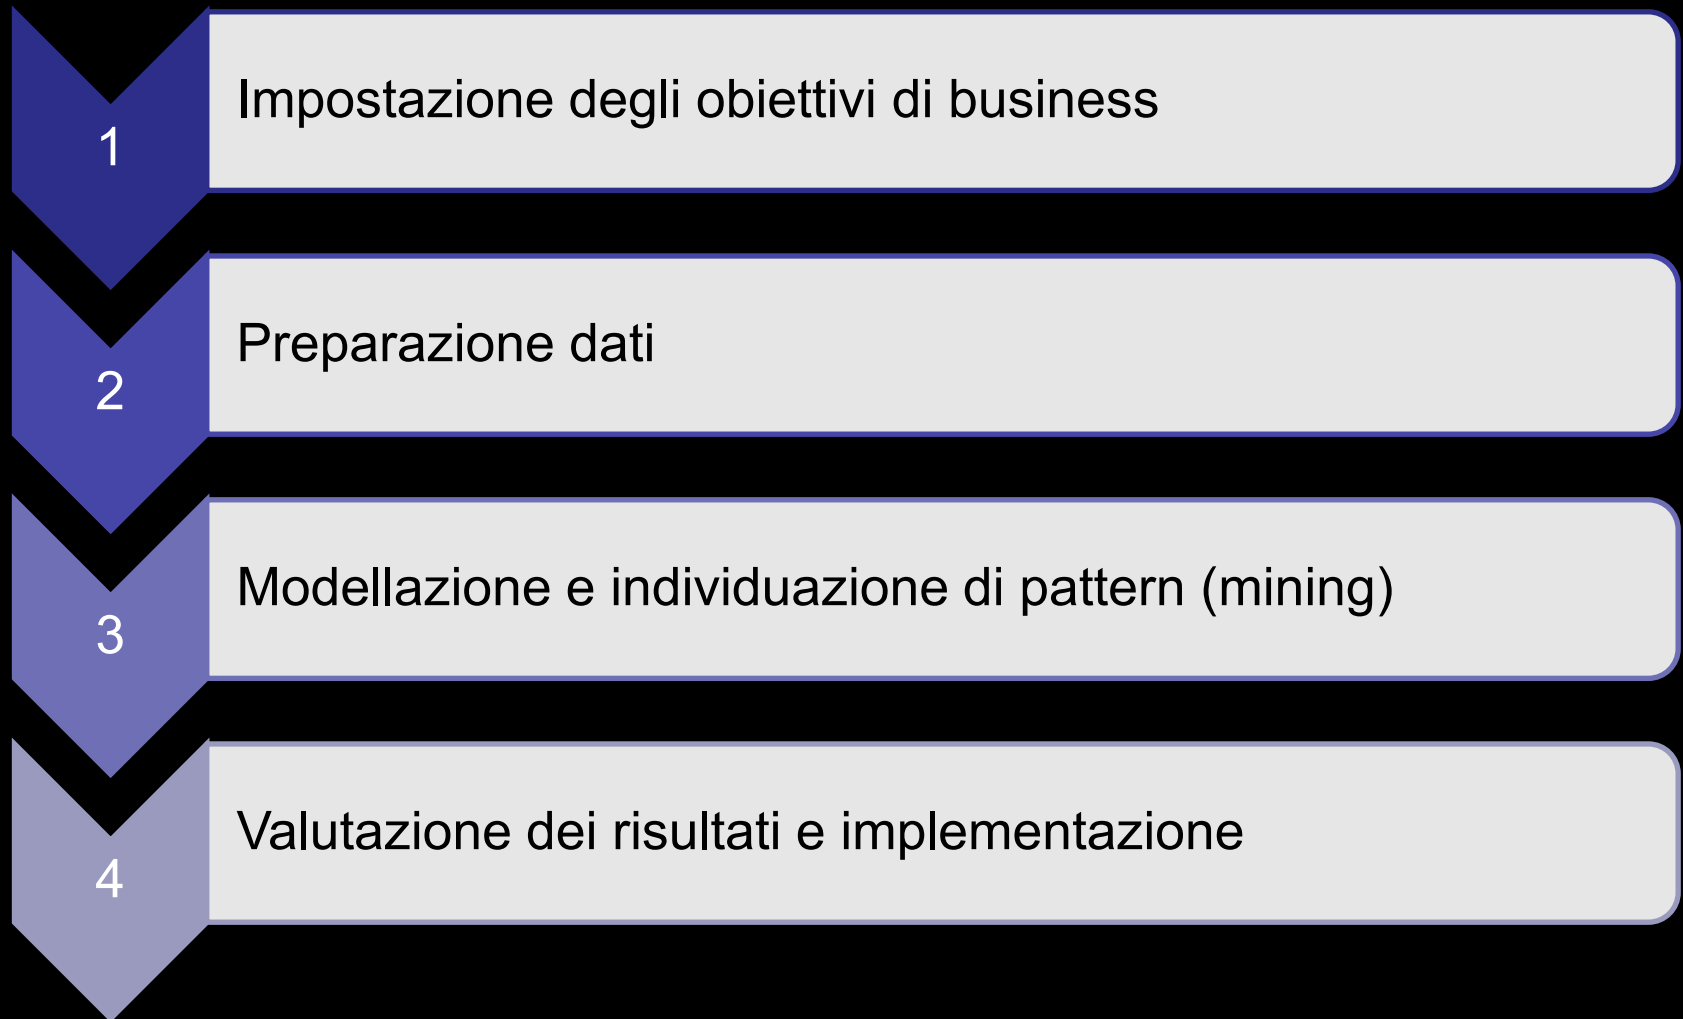 1
Impostazione degli obiettivi di business
2
Preparazione dati
3
Modellazione e individuazione di pattern (mining)
4
Valutazione dei risultati e implementazione